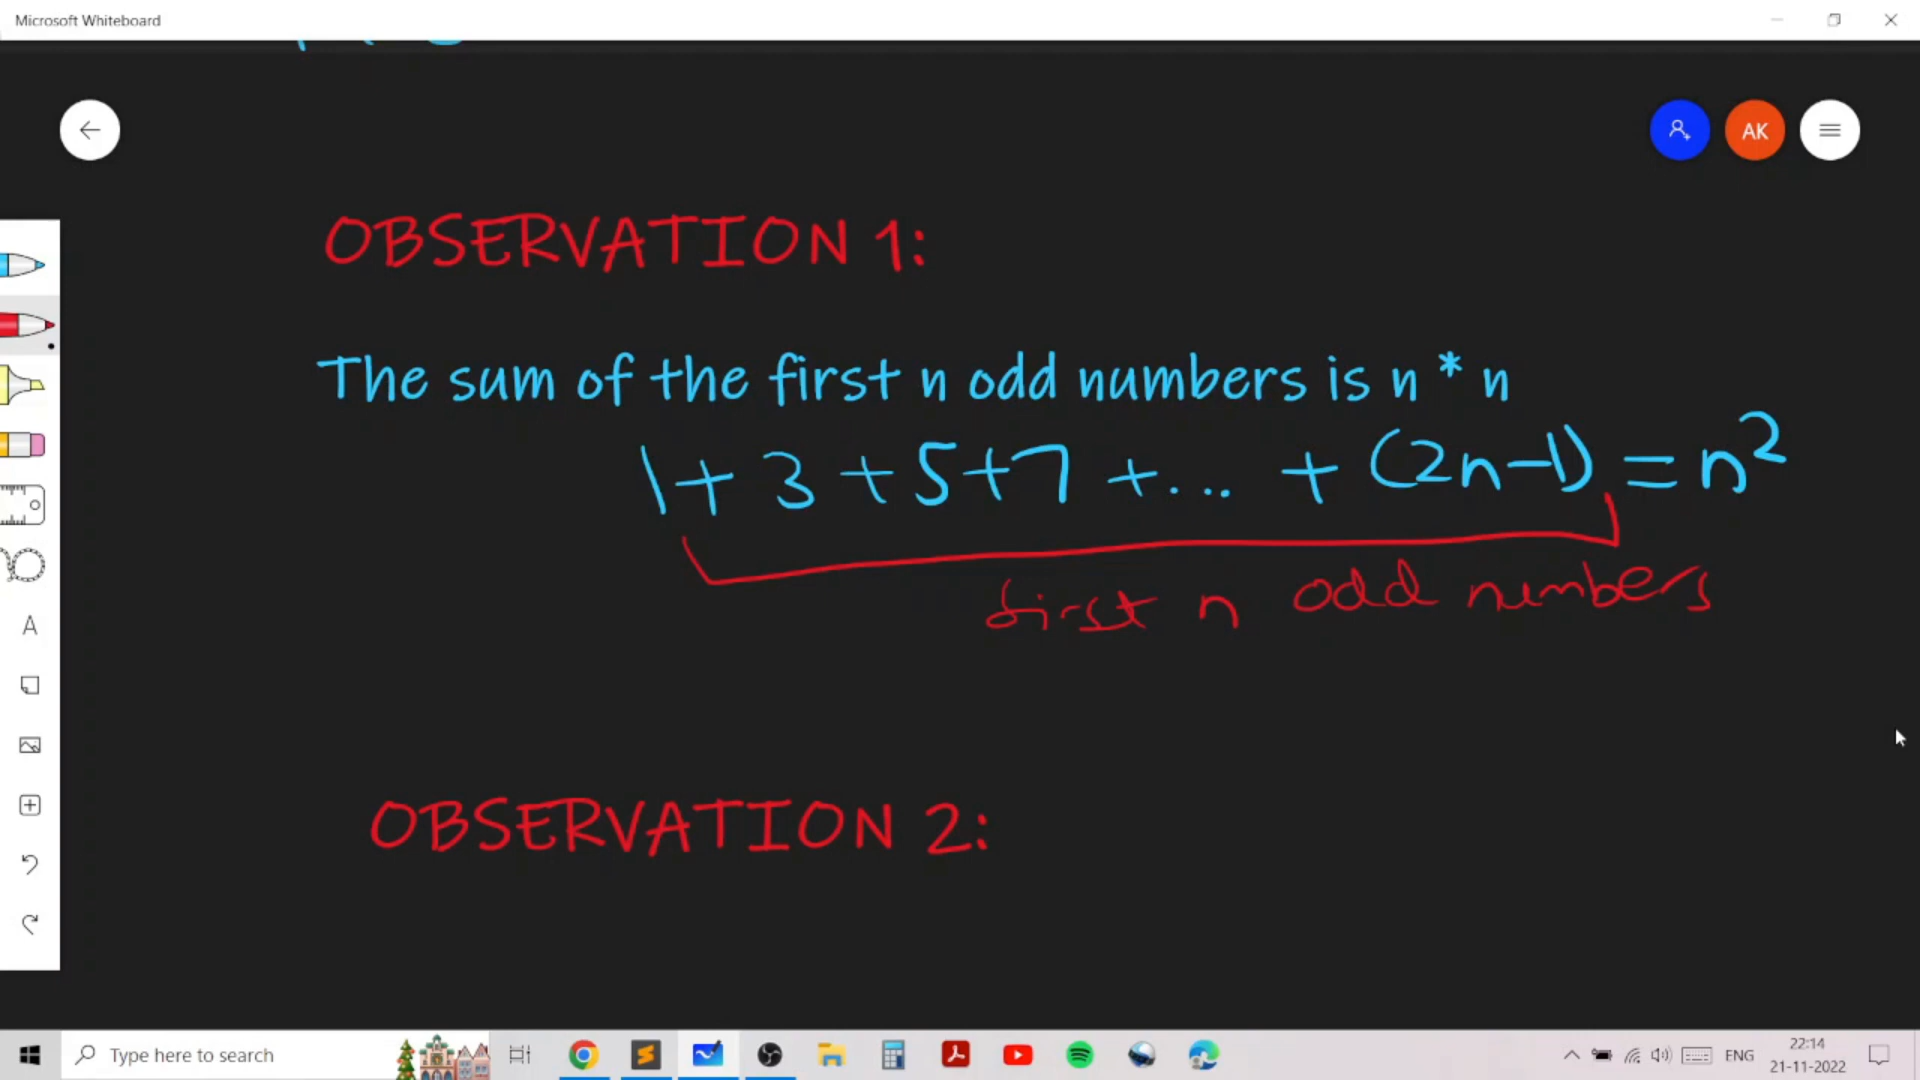 Microsoft Whiteboard
AK
OBSERVATION 1:
The sum of the first n odd numbers is n * n
1 + 3 + 5 + 7 + ... + (2n-1) = n²
first n odd numbers
A
OBSERVATION 2:
Type here to search
ENG
22:14
21-11-2022